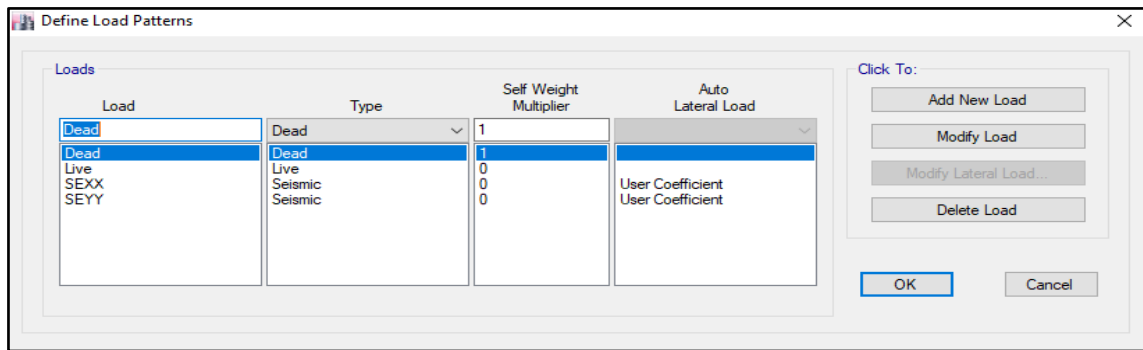 Define Load Patterns
Loads
Click To:
Load Type Self Weight Multiplier Auto Lateral Load
Dead Dead 1
Dead Dead 1
Live Live 0
SEXX Seismic 0 User Coefficient
SEYY Seismic 0 User Coefficient
Add New Load
Modify Load
Modify Lateral Load...
Delete Load
OK Cancel